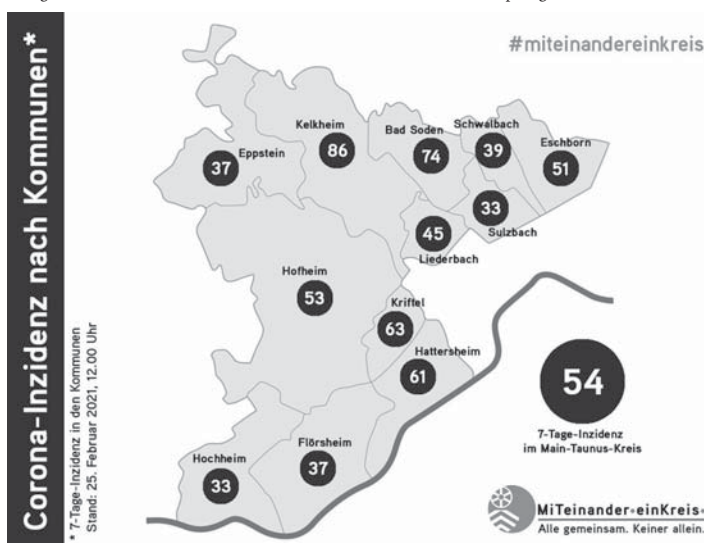 Corona-Inzidenz nach Kommunen*
* 7-Tage-Inzidenz in den Kommunen
Stand: 25. Februar 2021, 12.00 Uhr
#miteinandereinkreis
Kelkheim
86
Bad Soden
74
Schwalbach
39
Eschborn
51
Eppstein
37
33
Sulzbach
45
Liederbach
Hofheim
53
Kriftel
63
Hattersheim
61
Flörsheim
37
Hochheim
33
54
7-Tage-Inzidenz
im Main-Taunus-Kreis
MiTeinander•einKreis•
Alle gemeinsam. Keiner allein.